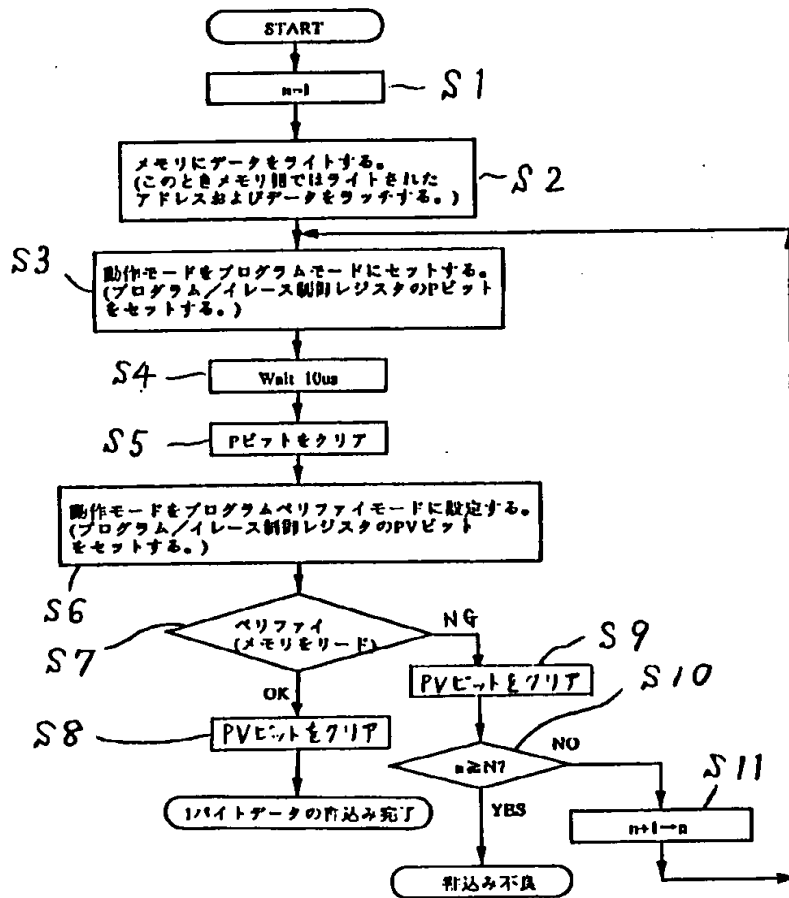 START
n=1
S1
メモリにデータをライトする。
(このときメモリ側ではライトされた
アドレスおよびデータをラッチする。)
S2
S3
動作モードをプログラムモードにセットする。
(プログラム/イレース制御レジスタのPビット
をセットする。)
S4
Wait 10us
S5
Pビットをクリア
動作モードをプログラムベリファイモードに設定する。
(プログラム/イレース制御レジスタのPVビット
をセットする。)
S6
S7
ベリファイ
(メモリをリード)
NG
OK
S9
PVビットをクリア
S10
S8
PVビットをクリア
n≧N?
NO
YES
S11
n+1→n
1バイトデータの書込み完了
書込み不良